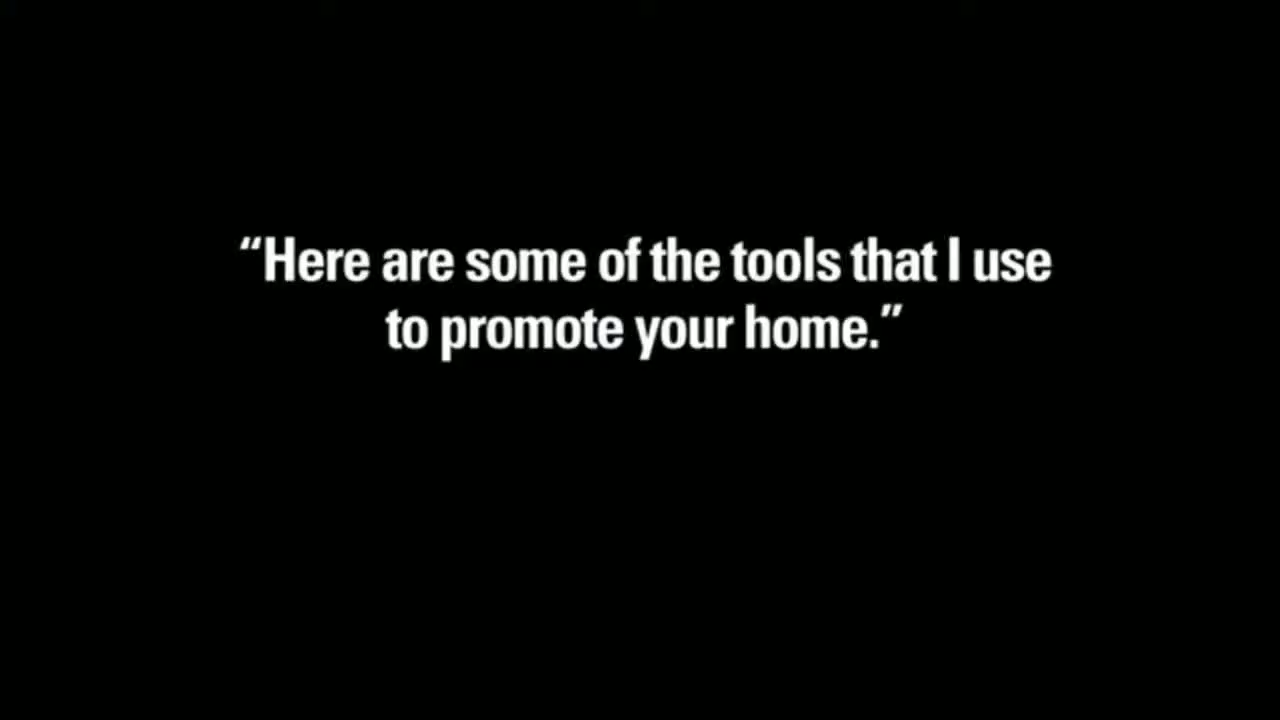 “Here are some of the tools that I use
to promote your home.”